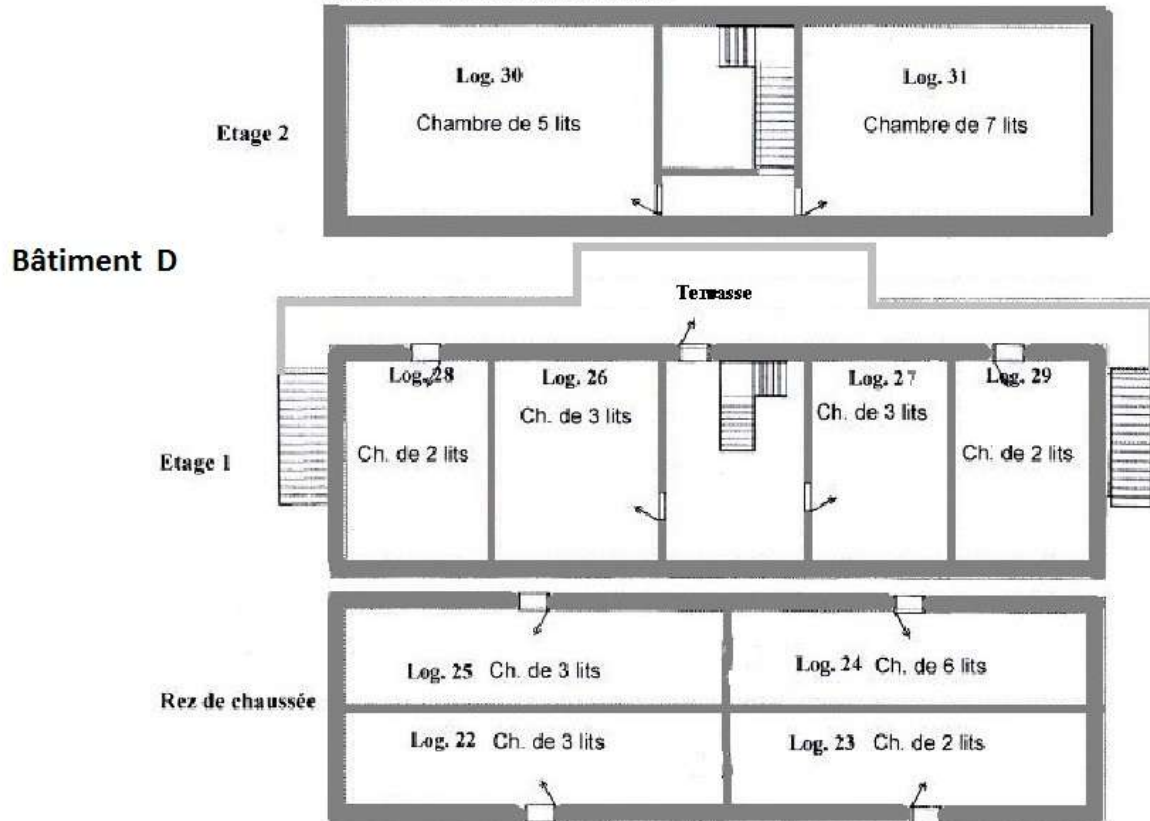 Log. 30
Chambre de 5 lits
Log. 31
Chambre de 7 lits
Etage 2
Bâtiment D
Terrasse
Log. 28
Ch. de 2 lits
Log. 26
Ch. de 3 lits
Log. 27
Ch. de 3 lits
Log. 29
Ch. de 2 lits
Etage 1
Log. 25 Ch. de 3 lits
Log. 24 Ch. de 6 lits
Rez de chaussée
Log. 22 Ch. de 3 lits
Log. 23 Ch. de 2 lits